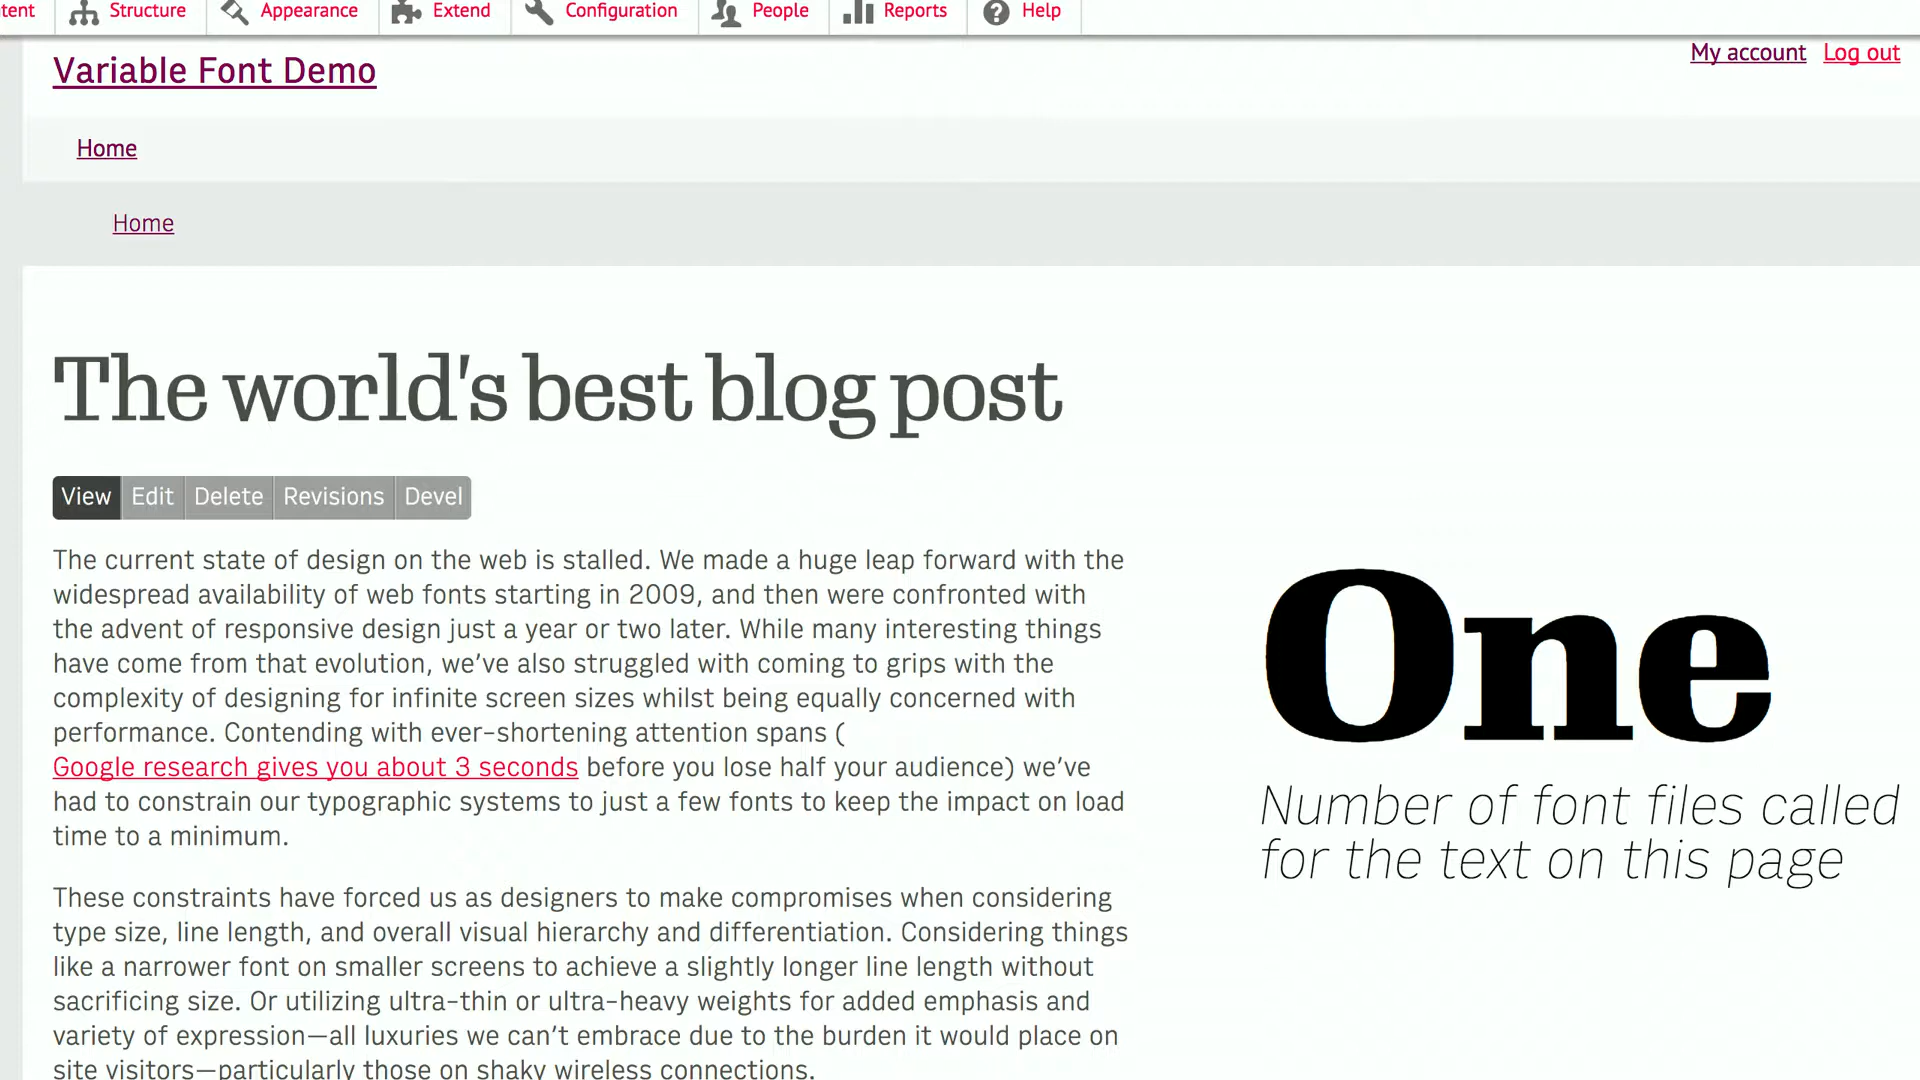 Structure Appearance Extend Configuration People Reports Help
My account Log out
Variable Font Demo
Home
Home
The world's best blog post
View Edit Delete Revisions Devel
The current state of design on the web is stalled. We made a huge leap forward with the
widespread availability of web fonts starting in 2009, and then were confronted with
the advent of responsive design just a year or two later. While many interesting things
have come from that evolution, we’ve also struggled with coming to grips with the
complexity of designing for infinite screen sizes whilst being equally concerned with
performance. Contending with ever-shortening attention spans (
Google research gives you about 3 seconds before you lose half your audience) we’ve
had to constrain our typographic systems to just a few fonts to keep the impact on load
time to a minimum.
These constraints have forced us as designers to make compromises when considering
type size, line length, and overall visual hierarchy and differentiation. Considering things
like a narrower font on smaller screens to achieve a slightly longer line length without
sacrificing size. Or utilizing ultra-thin or ultra-heavy weights for added emphasis and
variety of expression—all luxuries we can’t embrace due to the burden it would place on
site visitors—particularly those on shaky wireless connections.
One
Number of font files called
for the text on this page